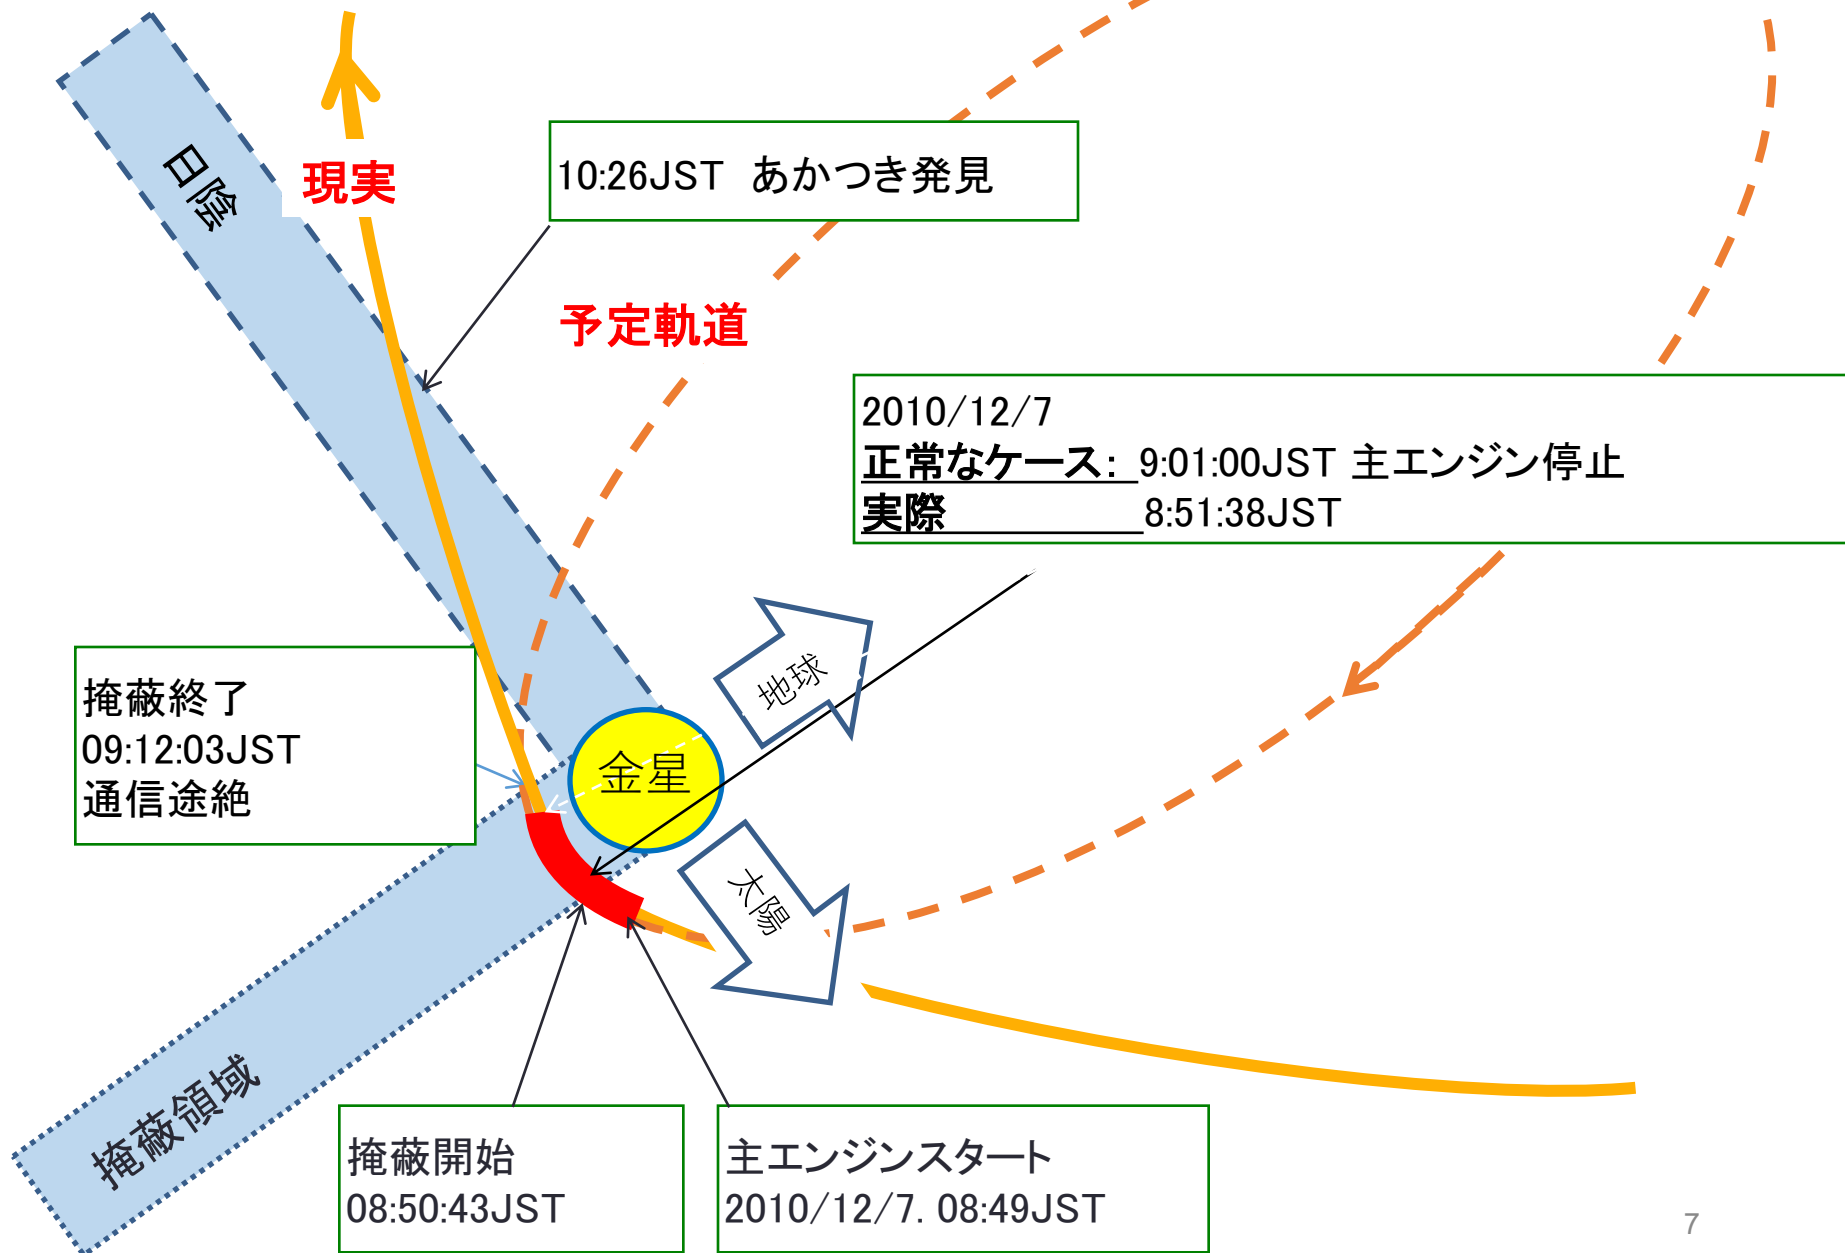 日陰
現実
10:26JST あかつき発見
予定軌道
2010/12/7
正常なケース: 9:01:00JST 主エンジン停止
実際 8:51:38JST
地球
掩蔽終了
09:12:03JST
通信途絶
金星
太陽
掩蔽領域
掩蔽開始
08:50:43JST
主エンジンスタート
2010/12/7. 08:49JST
7